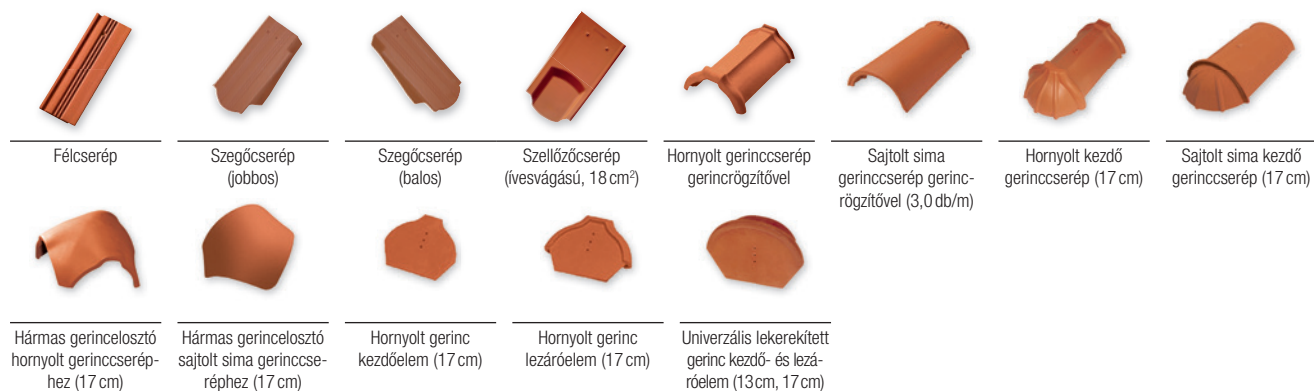 Félcserép
Szegőcserép
(jobbos)
Szegőcserép
(balos)
Szellőzőcserép
(ívesvágású, 18 cm²)
Hornyolt gerinccserép
gerincrögzítővel
Sajtolt sima
gerinccserép gerinc-
rögzítővel (3,0 db/m)
Hornyolt kezdő
gerinccserép (17 cm)
Sajtolt sima kezdő
gerinccserép (17 cm)
Hármas gerincelosztó
hornyolt gerinccserép-
hez (17 cm)
Hármas gerincelosztó
sajtolt sima gerinccse-
réphez (17 cm)
Hornyolt gerinc
kezdőelem (17 cm)
Hornyolt gerinc
lezáróelem (17 cm)
Univerzális lekerekített
gerinc kezdő- és lezá-
róelem (13 cm, 17 cm)